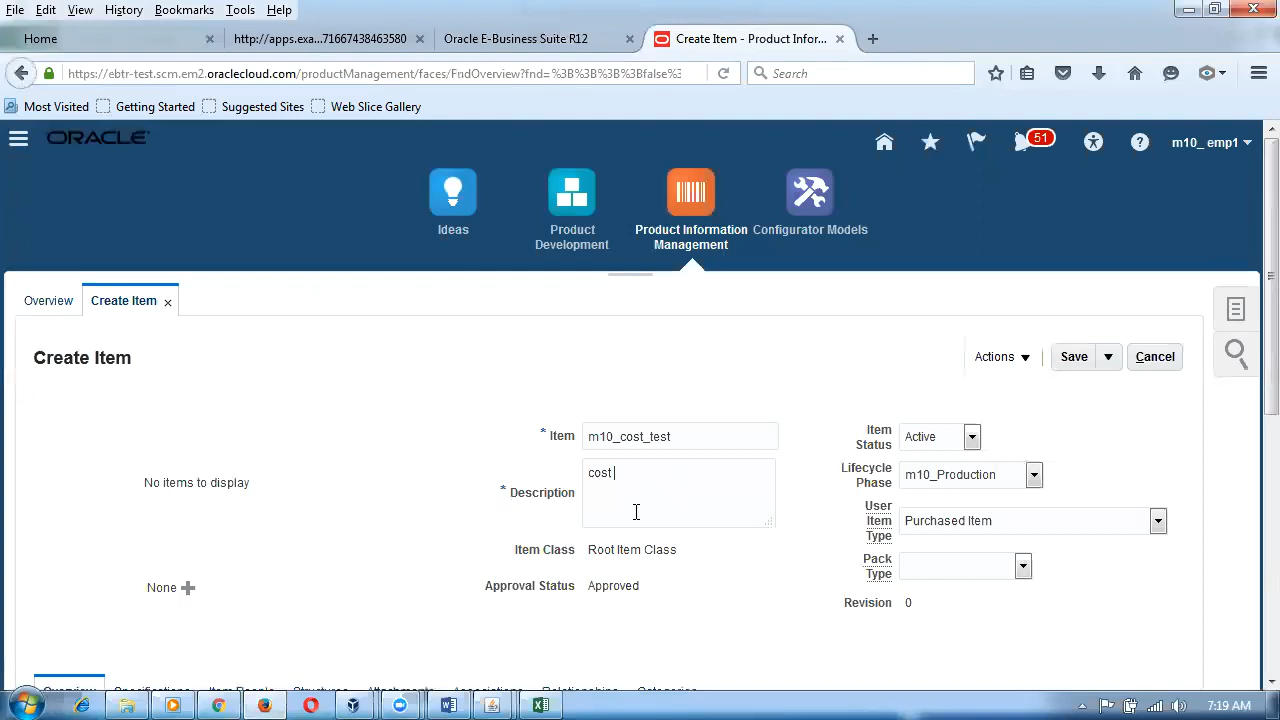 File Edit View History Bookmarks Tools Help
Home http://apps.exa...71667438463580 Oracle E-Business Suite R12 Create Item - Product Infor...
https://ebtr-test.scm.em2.oraclecloud.com/productManagement/faces/FndOverview?fnd=%3B%3B%3B%3Bfalse% Search
Most Visited Getting Started Suggested Sites Web Slice Gallery
ORACLE 51 m10_ emp1
Ideas Product Development Product Information Management Configurator Models
Overview Create Item
Create Item Actions Save Cancel
* Item m10_cost_test
* Description cost
Item Class Root Item Class
Approval Status Approved
No items to display
None
Item Status Active
Lifecycle Phase m10_Production
User Item Type Purchased Item
Pack Type
Revision 0
Overview Specifications Item People Structures Attachments Associations Relationships Categories
7:19 AM